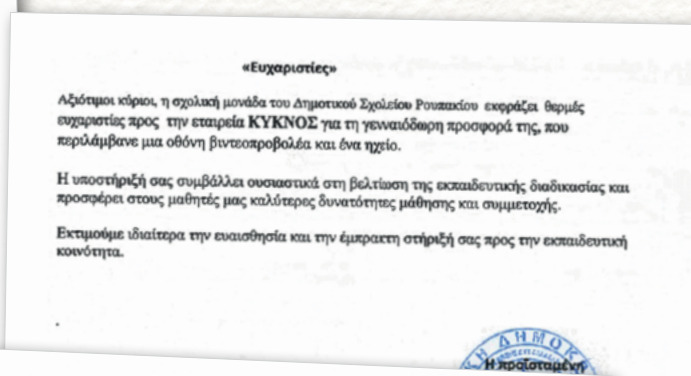 «Ευχαριστίες»
Αξιότιμοι κύριοι, η σχολική μονάδα του Δημοτικού Σχολείου Ρουπακίου εκφράζει θερμές
ευχαριστίες προς την εταιρεία ΚΥΚΝΟΣ για τη γενναιόδωρη προσφορά της, που
περιλάμβανε μια οθόνη βιντεοπροβολέα και ένα ηχείο.
Η υποστήριξή σας συμβάλλει ουσιαστικά στη βελτίωση της εκπαιδευτικής διαδικασίας και
προσφέρει στους μαθητές μας καλύτερες δυνατότητες μάθησης και συμμετοχής.
Εκτιμούμε ιδιαίτερα την ευαισθησία και την έμπρακτη στήριξή σας προς την εκπαιδευτική
κοινότητα.
Η προϊσταμένη